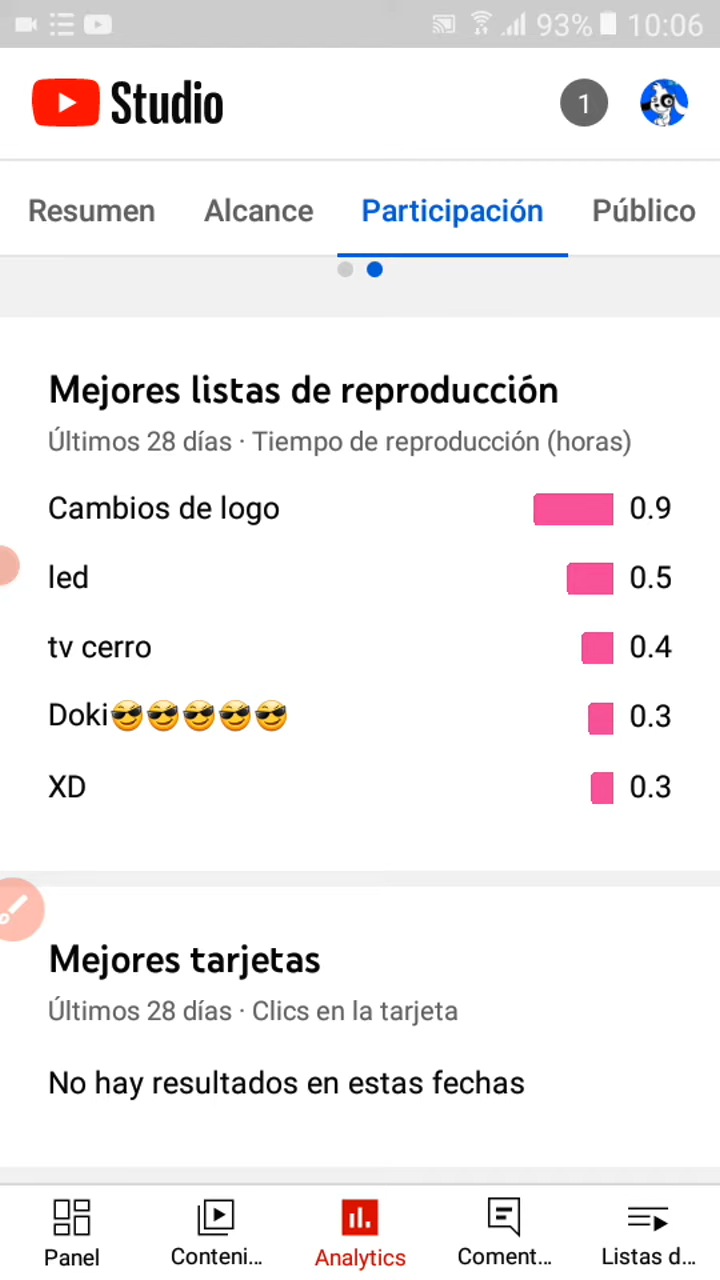 93% 10:06
Studio
1
Resumen Alcance Participación Público
Mejores listas de reproducción
Últimos 28 días · Tiempo de reproducción (horas)
Cambios de logo 0.9
led 0.5
tv cerro 0.4
Doki😎😎😎😎😎 0.3
XD 0.3
Mejores tarjetas
Últimos 28 días · Clics en la tarjeta
No hay resultados en estas fechas
Panel Conteni... Analytics Coment... Listas d...